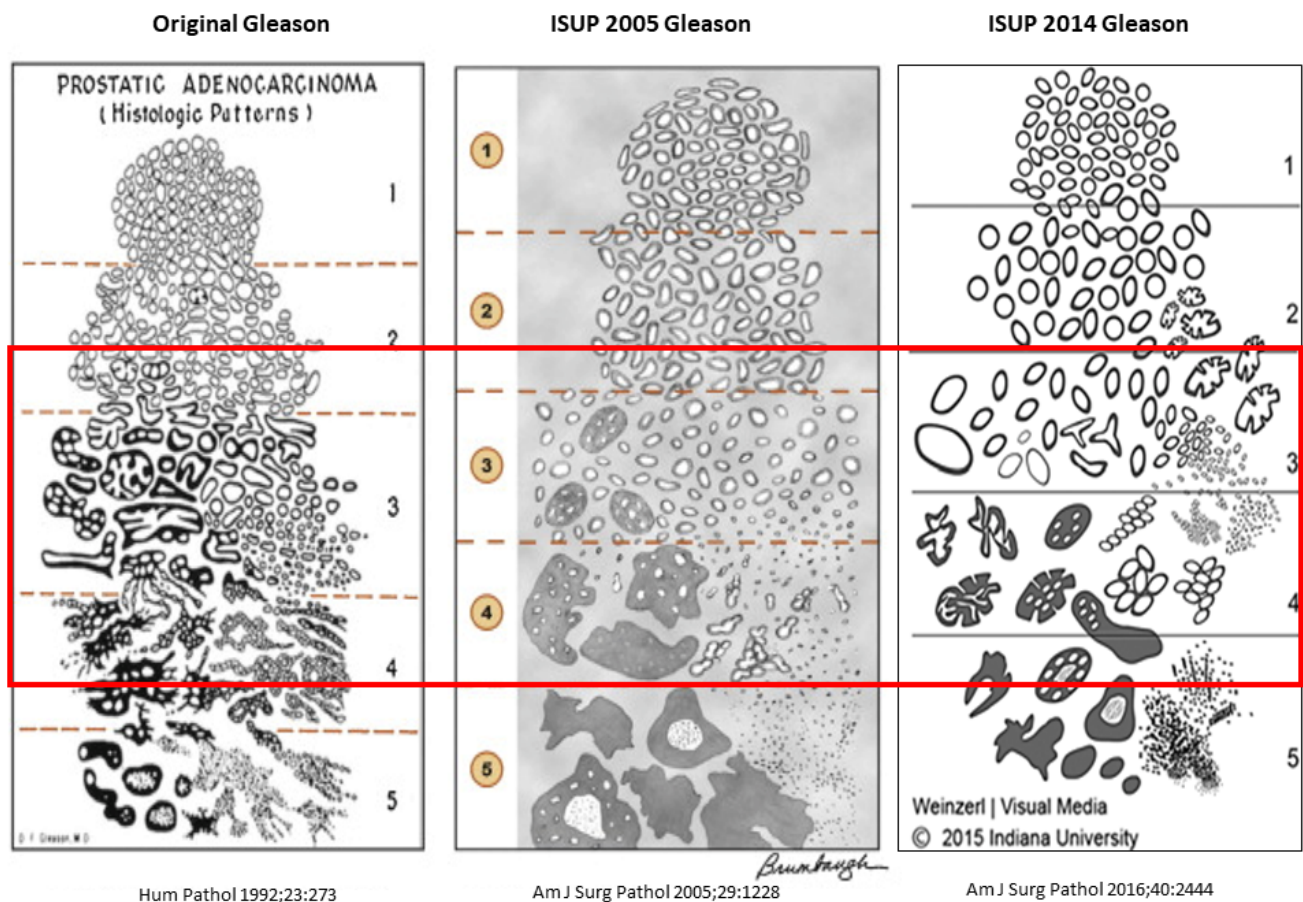 Original Gleason
ISUP 2005 Gleason
ISUP 2014 Gleason
PROSTATIC ADENOCARCINOMA
(Histologic Patterns)
1
2
3
4
5
D. F. Gleason, M.D.
1
2
3
4
5
Brumbaugh
1
2
3
4
5
Weinzerl | Visual Media
© 2015 Indiana University
Hum Pathol 1992;23:273
Am J Surg Pathol 2005;29:1228
Am J Surg Pathol 2016;40:2444